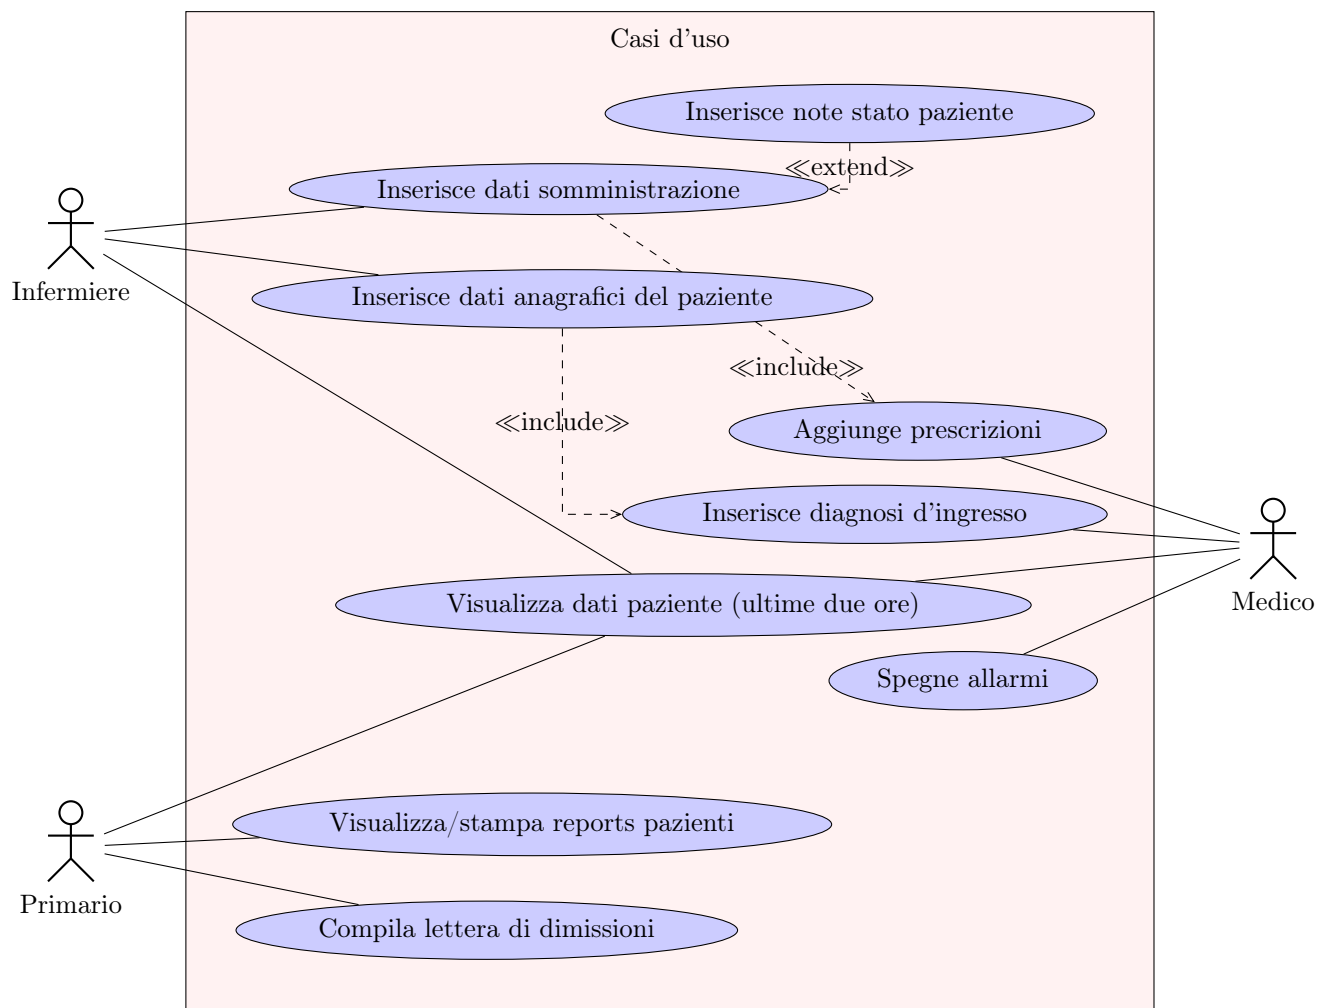 Casi d'uso
Inserisce note stato paziente
≪extend≫
Inserisce dati somministrazione
Infermiere
Inserisce dati anagrafici del paziente
≪include≫
≪include≫
Aggiunge prescrizioni
Inserisce diagnosi d'ingresso
Medico
Visualizza dati paziente (ultime due ore)
Spegne allarmi
Visualizza/stampa reports pazienti
Primario
Compila lettera di dimissioni